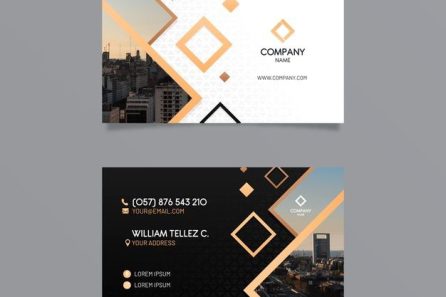 COMPANY
NAME
WWW.COMPANY.COM
(057) 876 543 210
YOUR@EMAIL.COM
COMPANY
NAME
WILLIAM TELLEZ C.
YOUR ADDRESS
LOREM IPSUM
LOREM IPSUM